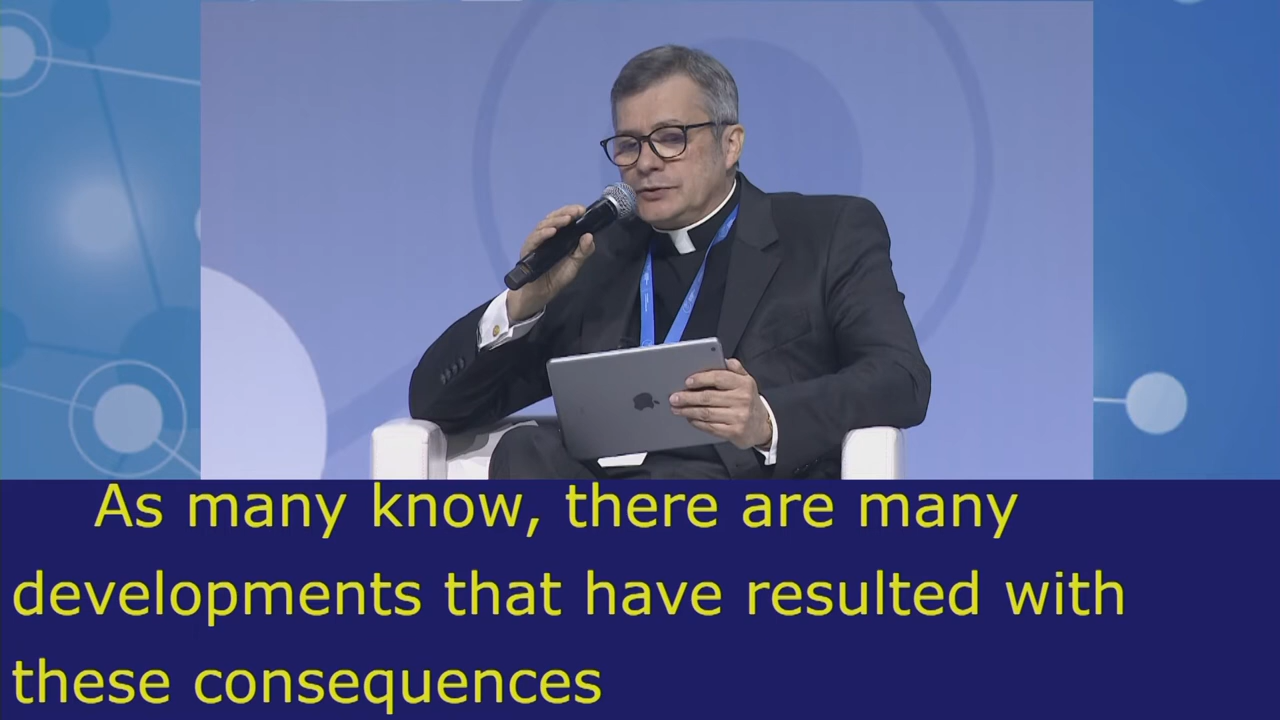 As many know, there are many
developments that have resulted with
these consequences